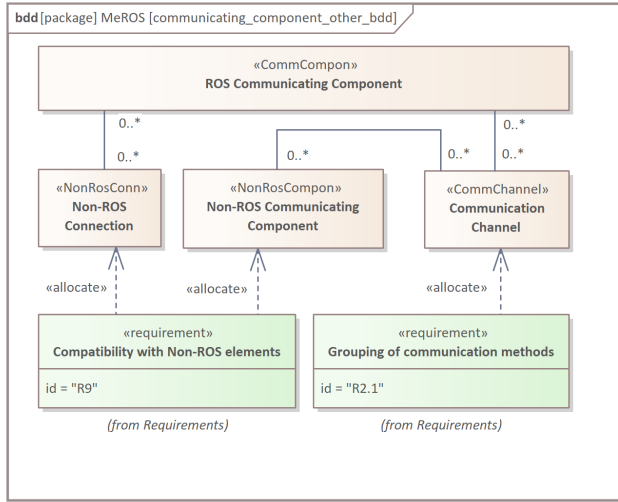 bdd [package] MeROS [communicating_component_other_bdd]
«CommCompon»
ROS Communicating Component
0..*
0..*
0..*
0..*
0..*
0..*
«NonRosConn»
Non-ROS
Connection
«NonRosCompon»
Non-ROS Communicating
Component
«CommChannel»
Communication
Channel
«allocate»
«allocate»
«allocate»
«requirement»
Compatibility with Non-ROS elements
id = "R9"
(from Requirements)
«requirement»
Grouping of communication methods
id = "R2.1"
(from Requirements)